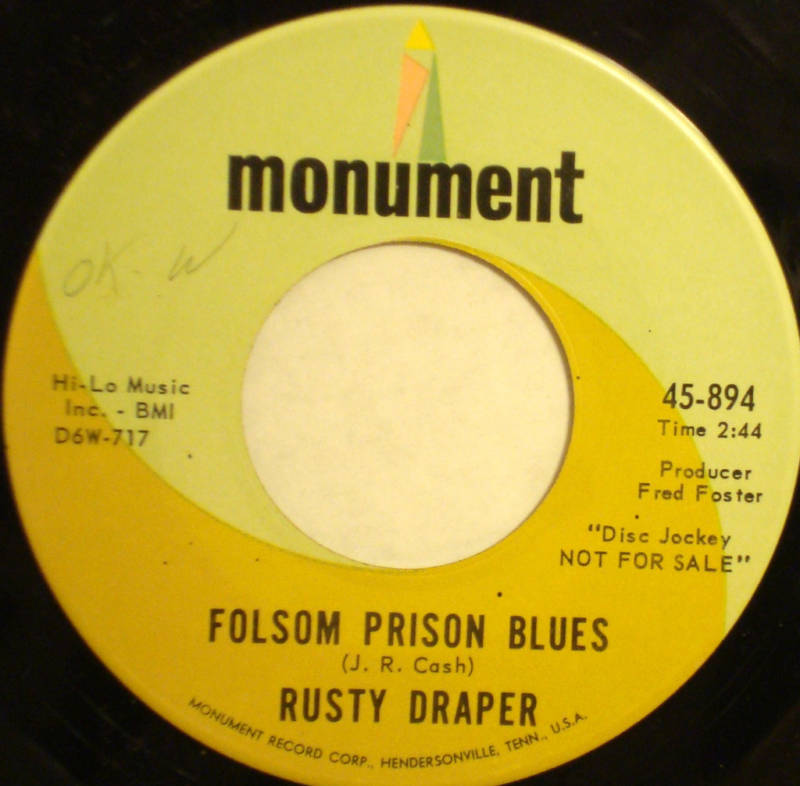 monument
OK. W
Hi-Lo Music
Inc. - BMI
D6W-717
45-894
Time 2:44
Producer
Fred Foster
"Disc Jockey
NOT FOR SALE"
FOLSOM PRISON BLUES
(J. R. Cash)
RUSTY DRAPER
MONUMENT RECORD CORP., HENDERSONVILLE, TENN., U.S.A.